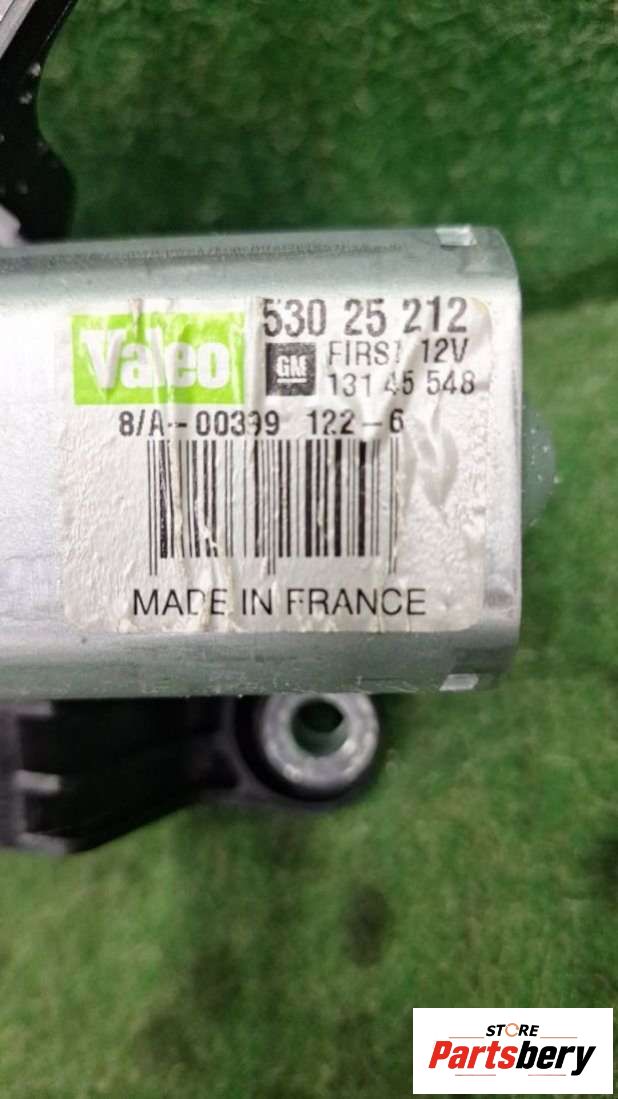 Valeo
530 25 212
GM
FIRST 12V
131 45 548
8/A--00399 122-6
MADE IN FRANCE
STORE
Partsbery